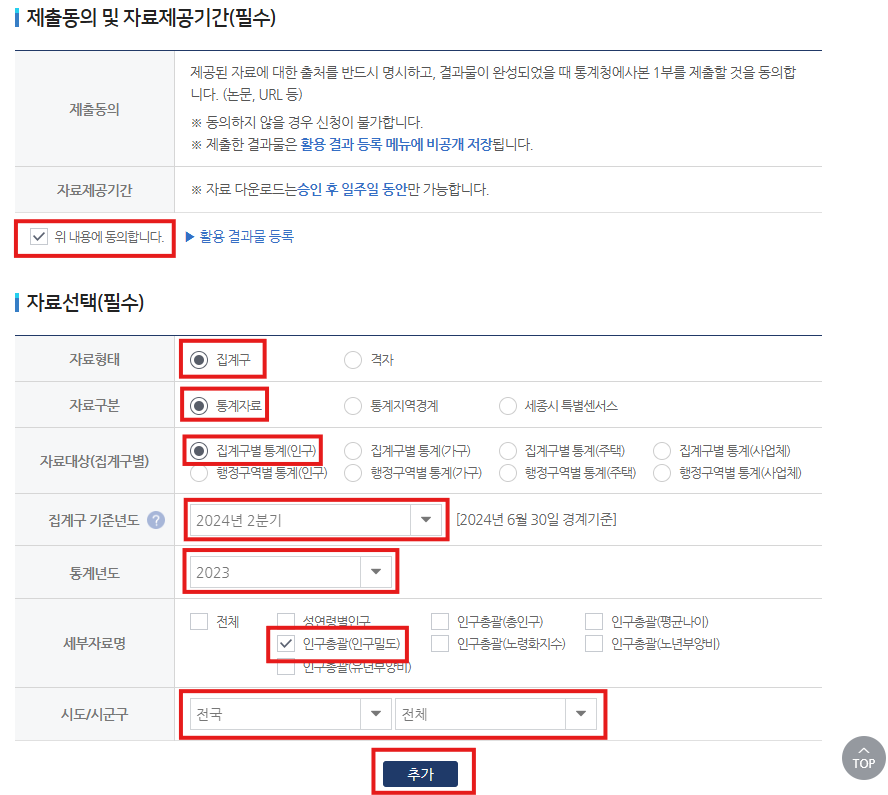 제출동의 및 자료제공기간(필수)
제출동의
제공된 자료에 대한 출처를 반드시 명시하고, 결과물이 완성되었을 때 통계청에사본 1부를 제출할 것을 동의합
니다. (논문, URL 등)
※ 동의하지 않을 경우 신청이 불가합니다.
※ 제출한 결과물은 활용 결과 등록 메뉴에 비공개 저장됩니다.
자료제공기간
※ 자료 다운로드는승인 후 일주일 동안만 가능합니다.
위 내용에 동의합니다. ▶ 활용 결과물 등록
자료선택(필수)
자료형태 집계구 격자
자료구분 통계자료 통계지역경계 세종시 특별센서스
자료대상(집계구별)
집계구별 통계(인구) 집계구별 통계(가구) 집계구별 통계(주택) 집계구별 통계(사업체)
행정구역별 통계(인구) 행정구역별 통계(가구) 행정구역별 통계(주택) 행정구역별 통계(사업체)
집계구 기준년도 ? 2024년 2분기 [2024년 6월 30일 경계기준]
통계년도 2023
세부자료명
전체 성연령별인구 인구총괄(총인구) 인구총괄(평균나이)
인구총괄(인구밀도) 인구총괄(노령화지수) 인구총괄(노년부양비)
인구총괄(유년부양비)
시도/시군구 전국 전체
추가
TOP